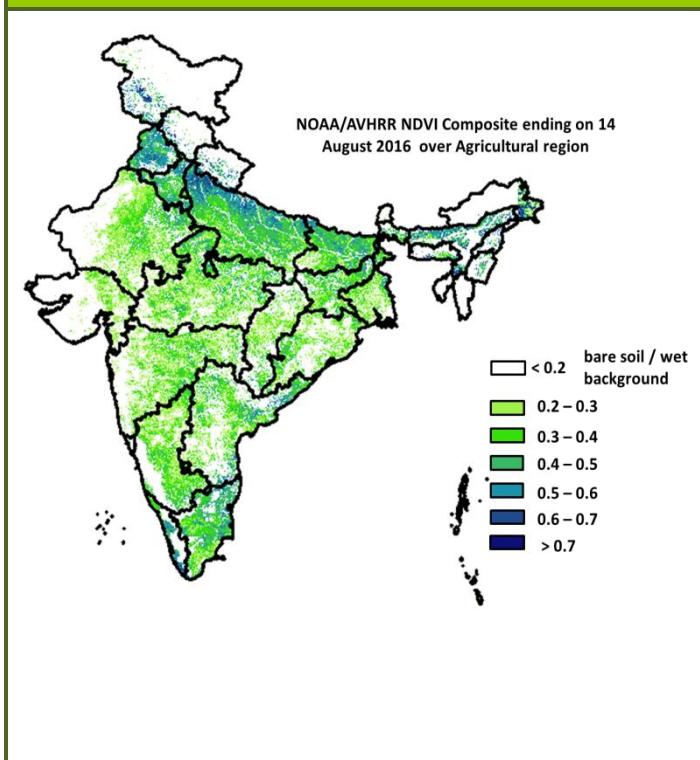 NOAA/AVHRR NDVI Composite ending on 14
August 2016 over Agricultural region
< 0.2 bare soil / wet
background
0.2 – 0.3
0.3 – 0.4
0.4 – 0.5
0.5 – 0.6
0.6 – 0.7
> 0.7